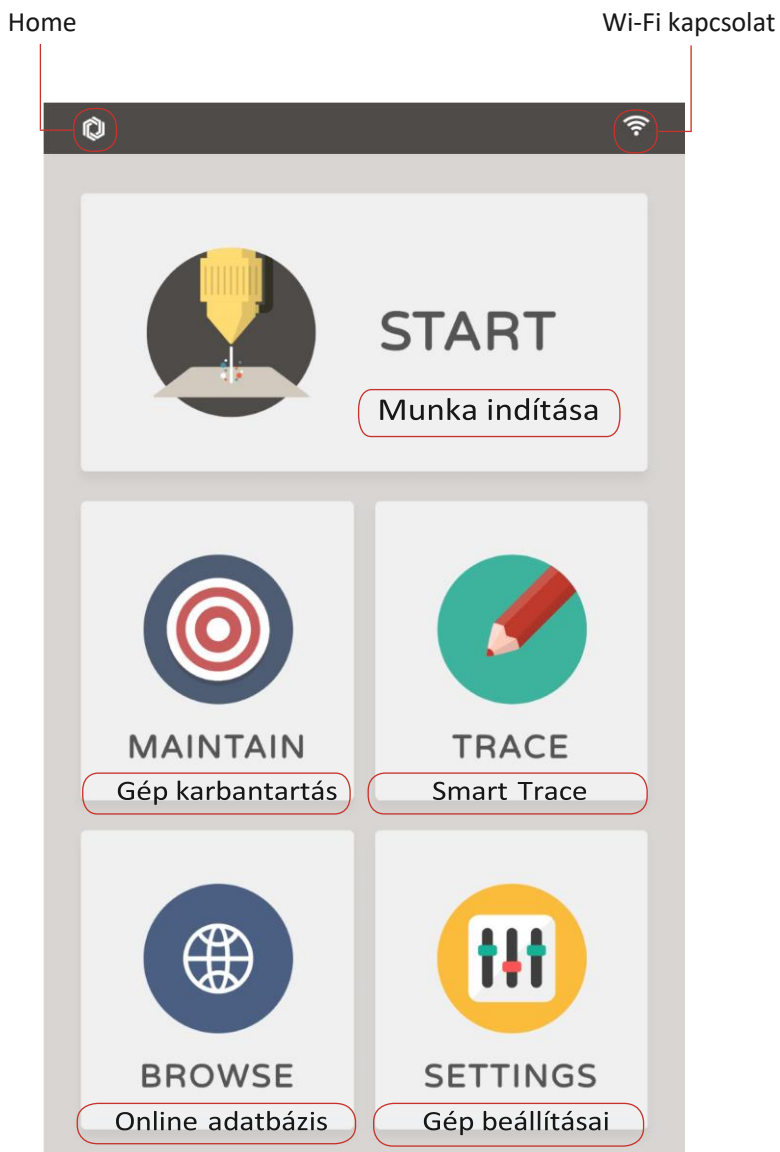 Home
Wi-Fi kapcsolat
START
Munka indítása
MAINTAIN
Gép karbantartás
TRACE
Smart Trace
BROWSE
Online adatbázis
SETTINGS
Gép beállításai